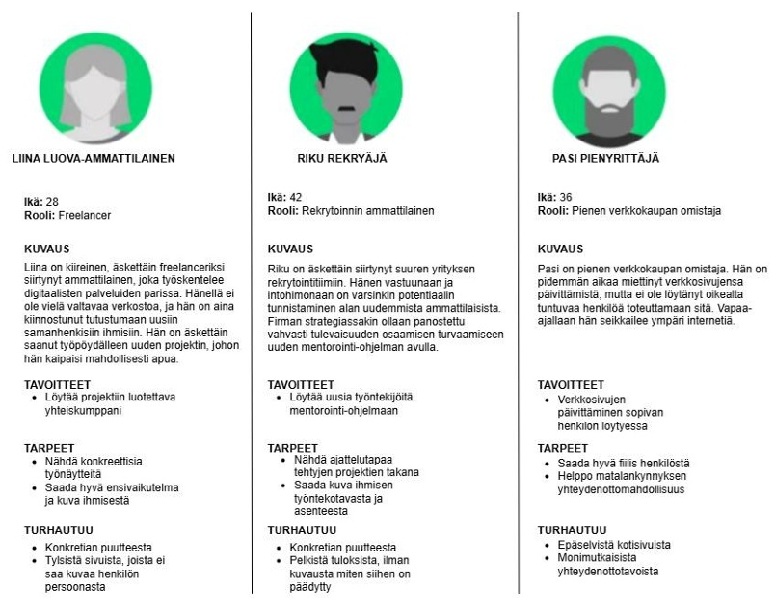 LIINA LUOVA-AMMATTILAINEN
Ikä: 28
Rooli: Freelancer
KUVAUS
Liina on kiireinen, äskettäin freelanceriksi
siirtynyt ammattilainen, joka työskentelee
digitaalisten palveluiden parissa. Hänellä ei
ole vielä valtavaa verkostoa, ja hän on aina
kiinnostunut tutustumaan uusiin
samanhenkisiin ihmisiin. Hän on äskettäin
saanut työpöydälleen uuden projektin, johon
hän kaipaisi mahdollisesti apua.
TAVOITTEET
• Löytää projektiin luotettava
yhteiskumppani
TARPEET
• Nähdä konkreettisia
työnäytteitä
• Saada hyvä ensivaikutelma
ja kuva ihmisestä
TURHAUTUU
• Konkretian puutteesta
• Tylsistä sivuista, joista ei
saa kuvaa henkilön
persoonasta
RIKU REKRYÄJÄ
Ikä: 42
Rooli: Rekrytoinnin ammattilainen
KUVAUS
Riku on äskettäin siirtynyt suuren yrityksen
rekrytointitiimiin. Hänen vastuunaan ja
intohimonaan on varsinkin potentiaalin
tunnistaminen alan uudemmista ammattilaisista.
Firman strategiassakin ollaan panostettu
vahvasti tulevaisuuden osaamisen turvaamiseen
uuden mentorointi-ohjelman avulla.
TAVOITTEET
• Löytää uusia työntekijöitä
mentorointi-ohjelmaan
TARPEET
• Nähdä ajattelutapaa
tehtyjen projektien takana
• Saada kuva ihmisen
työntekotavasta ja
asenteesta
TURHAUTUU
• Konkretian puutteesta
• Pelkistä tuloksista, ilman
kuvausta miten siihen on
päädytty
PASI PIENYRITTÄJÄ
Ikä: 36
Rooli: Pienen verkkokaupan omistaja
KUVAUS
Pasi on pienen verkkokaupan omistaja. Hän on
pidemmän aikaa miettinyt verkkosivujensa
päivittämistä, mutta ei ole löytänyt oikealta
tuntuvaa henkilöä toteuttamaan sitä. Vapaa-
ajallaan hän seikkailee ympäri internetiä.
TAVOITTEET
• Verkkosivujen
päivittäminen sopivan
henkilön löytyessä
TARPEET
• Saada hyvä fiilis henkilöstä
• Helppo matalankynnyksen
yhteydenottomahdollisuus
TURHAUTUU
• Epäselvistä kotisivuista
• Monimutkaisista
yhteydenottotavoista